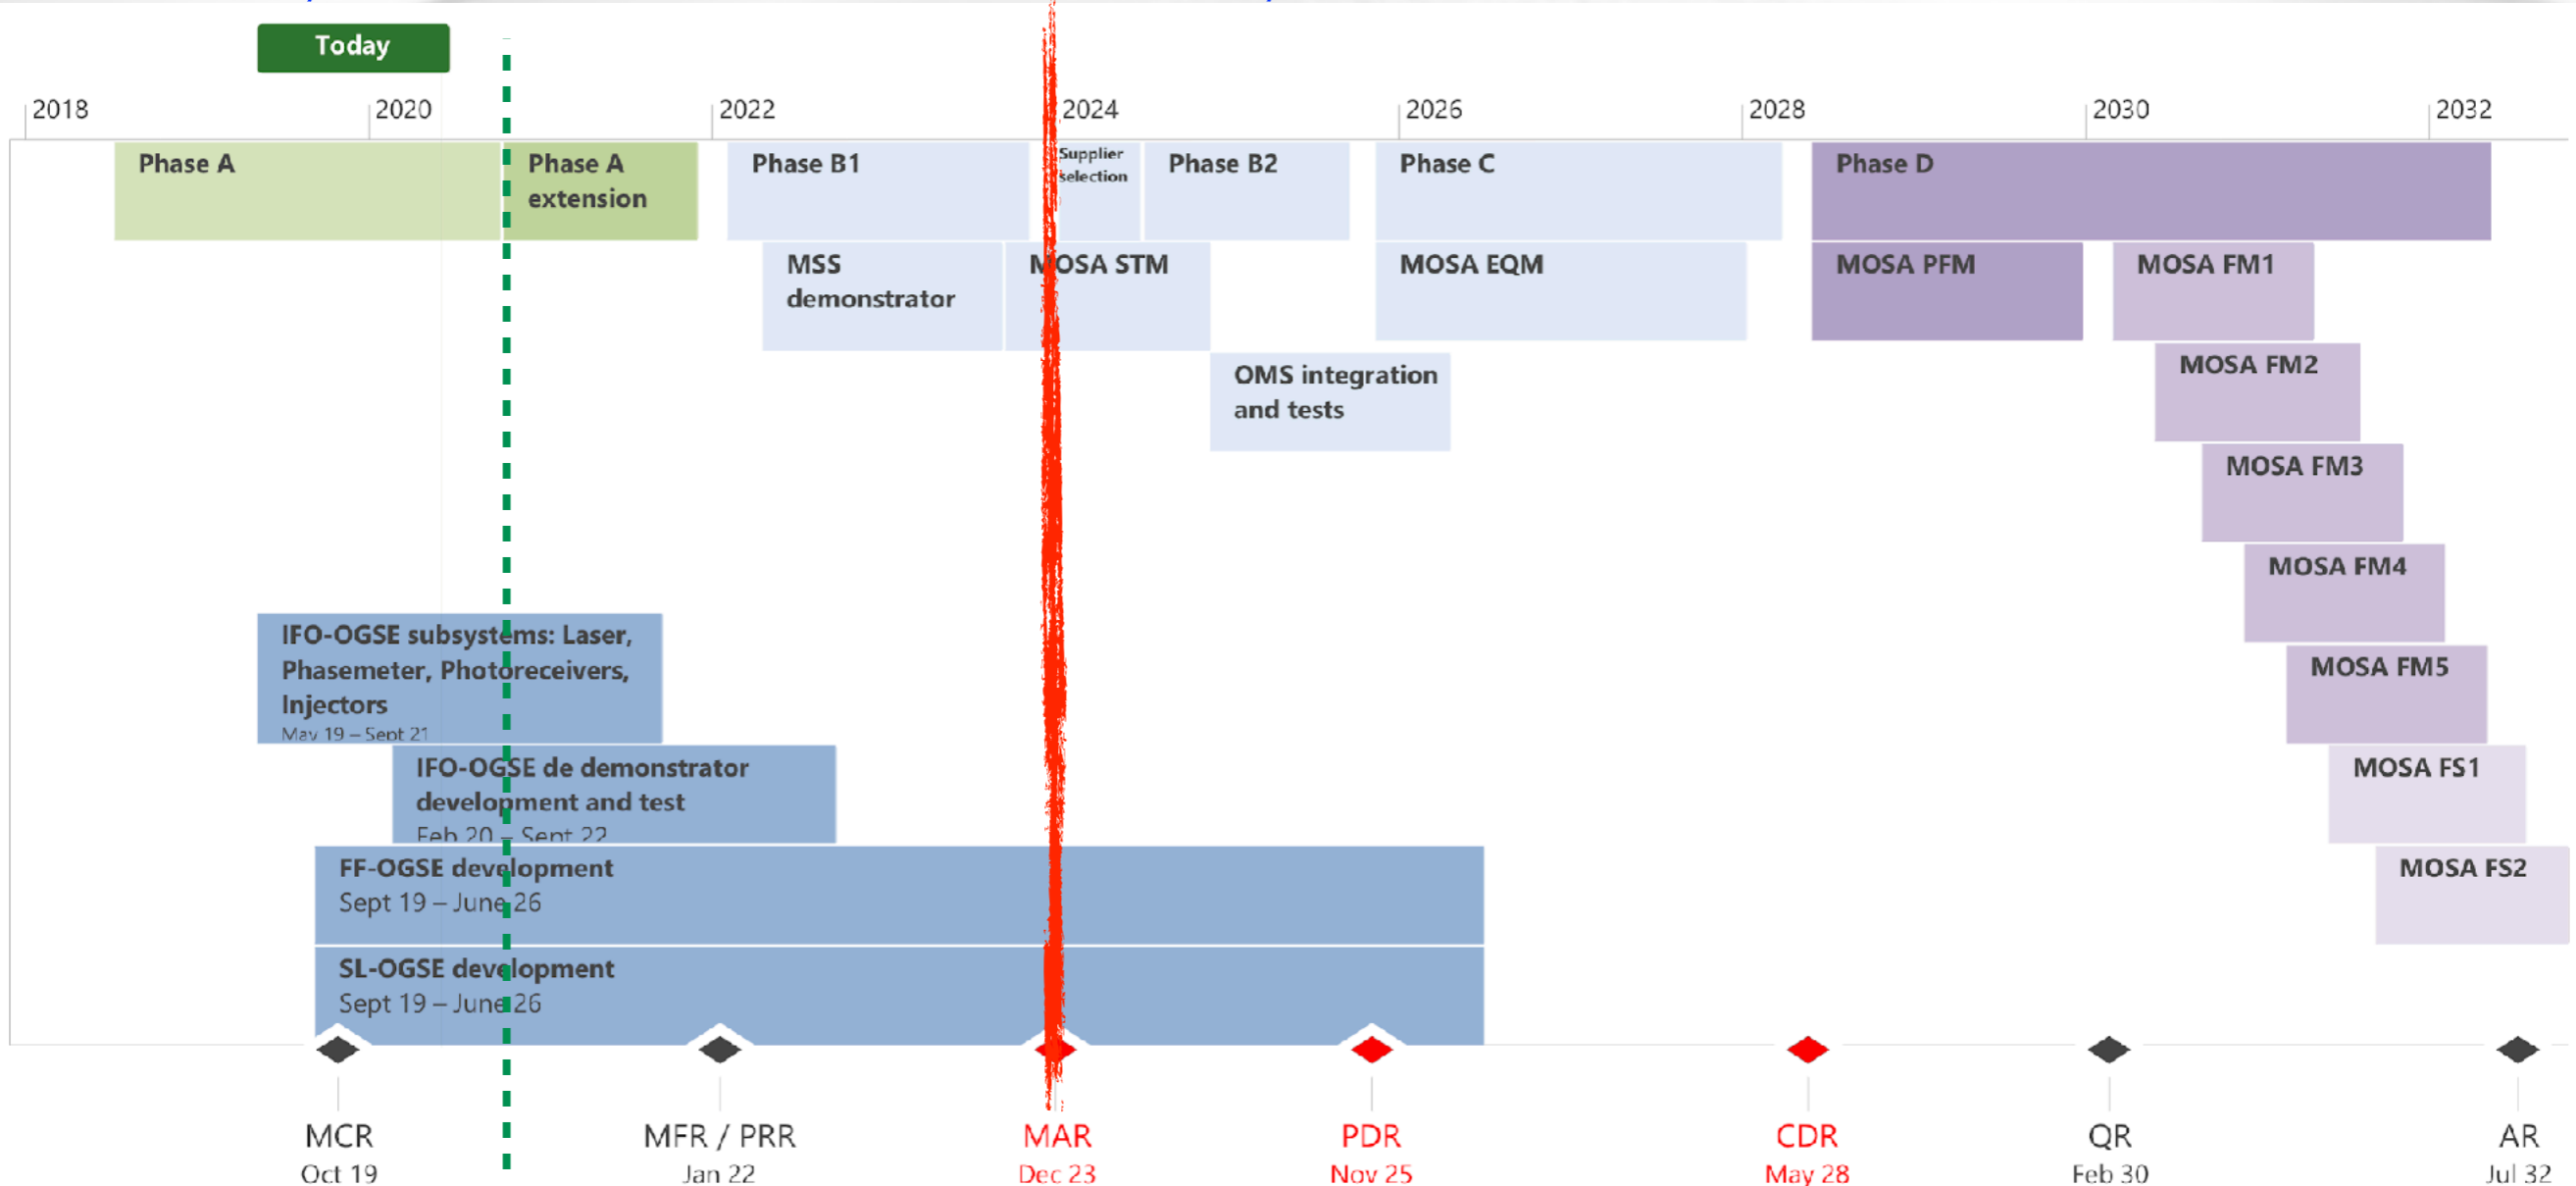 Today
2018
2020
2022
2024
2026
2028
2030
2032
Phase A
Phase A
extension
Phase B1
Supplier
selection
Phase B2
Phase C
Phase D
MSS
demonstrator
MOSA STM
MOSA EQM
MOSA PFM
MOSA FM1
OMS integration
and tests
MOSA FM2
MOSA FM3
MOSA FM4
IFO-OGSE subsystems: Laser,
Phasemeter, Photoreceivers,
Injectors
May 19 – Sept 21
MOSA FM5
IFO-OGSE de demonstrator
development and test
Feb 20 – Sept 22
MOSA FS1
FF-OGSE development
Sept 19 – June 26
MOSA FS2
SL-OGSE development
Sept 19 – June 26
MCR
Oct 19
MFR / PRR
Jan 22
MAR
Dec 23
PDR
Nov 25
CDR
May 28
QR
Feb 30
AR
Jul 32